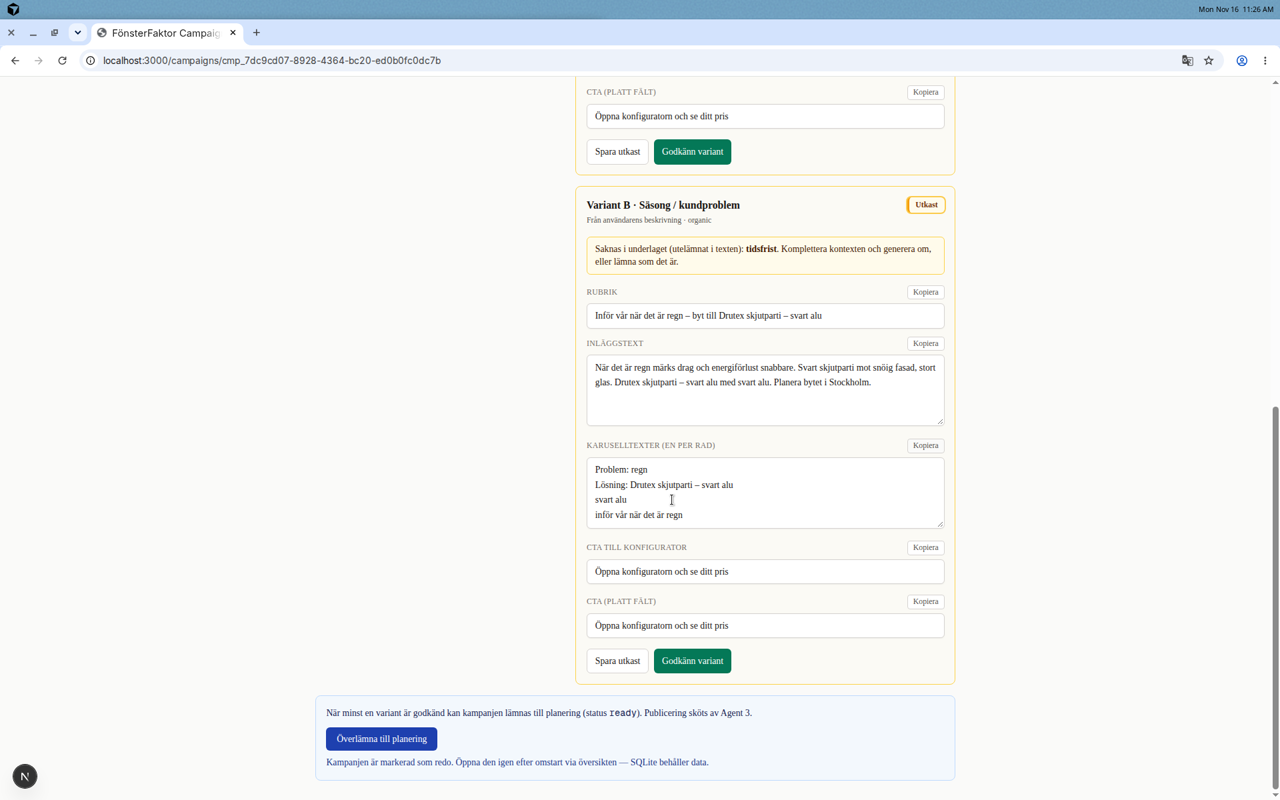 Mon Nov 16 11:26 AM
FönsterFaktor Campaig
localhost:3000/campaigns/cmp_7dc9cd07-8928-4364-bc20-ed0b0fc0dc7b
CTA (PLATT FÄLT)
Kopiera
Öppna konfiguratorn och se ditt pris
Spara utkast
Godkänn variant
Variant B · Säsong / kundproblem
Utkast
Från användarens beskrivning · organic
Saknas i underlaget (utelämnat i texten): tidsfrist. Komplettera kontexten och generera om,
eller lämna som det är.
RUBRIK
Kopiera
Inför vår när det är regn – byt till Drutex skjutparti – svart alu
INLÄGGSTEXT
Kopiera
När det är regn märks drag och energiförlust snabbare. Svart skjutparti mot snöig fasad, stort
glas. Drutex skjutparti – svart alu med svart alu. Planera bytet i Stockholm.
KARUSELLTEXTER (EN PER RAD)
Kopiera
Problem: regn
Lösning: Drutex skjutparti – svart alu
svart alu
inför vår när det är regn
CTA TILL KONFIGURATOR
Kopiera
Öppna konfiguratorn och se ditt pris
CTA (PLATT FÄLT)
Kopiera
Öppna konfiguratorn och se ditt pris
Spara utkast
Godkänn variant
När minst en variant är godkänd kan kampanjen lämnas till planering (status ready). Publicering sköts av Agent 3.
Överlämna till planering
Kampanjen är markerad som redo. Öppna den igen efter omstart via översikten — SQLite behåller data.
N